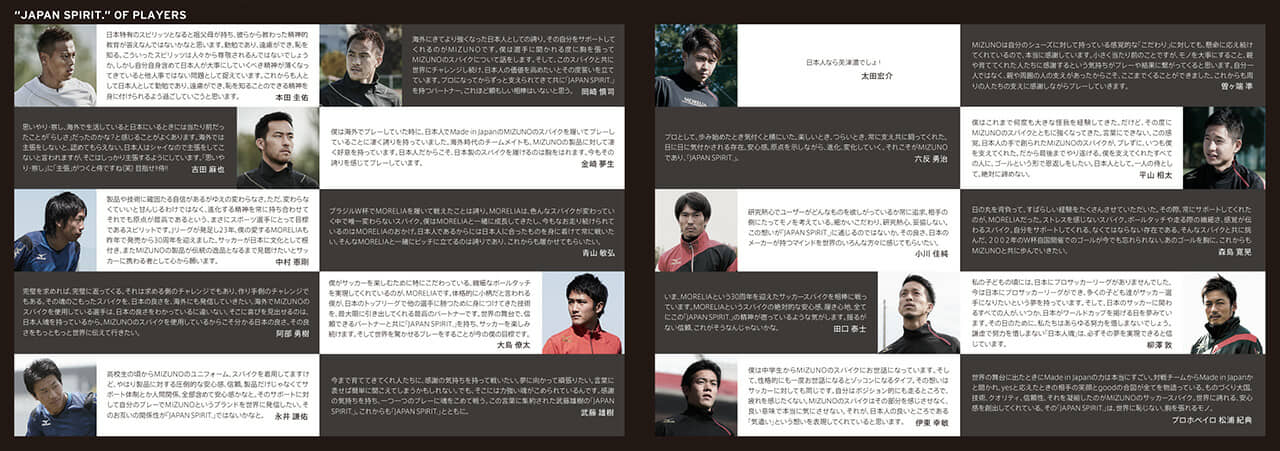 "JAPAN SPIRIT." OF PLAYERS
日本特有のスピリッツとなると祖父母が持ち、彼らから教わった精神的
教育が答えなんではないかなと思います。勤勉であり、遠慮ができ、恥を
知る。こういったスピリッツは人々から尊敬されるんではないでしょう
か。しかし自分自身含めて日本人が大事にしていくべき精神が薄くなっ
てきていると他人事ではない問題として捉えています。これからも人と
して日本人として勤勉であり、遠慮ができ、恥を知ることのできる精神を
身に付けられるよう過ごしていこうと思います。
本田 圭佑
海外にきてより強くなった日本人としての誇り。その自分をサポートして
くれるのがMIZUNOです。僕は選手に聞かれる度に胸を張って
MIZUNOのスパイクについて話をします。そして、このスパイクと共に世
界にチャレンジし続け、日本人の価値を高めたいとその度誓いを立て
ています。プロになってからずっと支えられてきて共に「JAPAN SPIRIT」
を持つパートナー。これほど頼もしい相棒はいないと思う。
岡崎 慎司
思いやり・察し。海外で生活していると日本にいるときには当たり前だっ
たことが「らしさ」だったのかな?と感じることがよくあります。海外では
主張をしないと、認めてもらえない。日本人はシャイなので主張をしてこ
ないと言われますが、そこはしっかり主張するようにしています。「思いや
り・察し」に「主張」がつくと侍ですね(笑) 目指せ!!侍!!
吉田 麻也
僕は海外でプレーしていた時に、日本人でMade in JapanのMIZUNOのスパイクを履いてプレーし
ていることに凄く誇りを持っていました。海外時代のチームメイトも、MIZUNOの製品に対して凄
く好意を持っています。日本人だからこそ、日本製のスパイクを履けるのは胸をはれます。今もその
誇りを感じてプレーしています。
金崎 夢生
製品や技術に確固たる自信があるがゆえの変わらなさ。ただ、変わらな
くていいと甘んじるわけではなく、進化する精神を常に持ち合わせて
それでも原点が最高であるという、まさにスポーツ選手にとって目標
であるスピリットです。Jリーグが発足し23年。僕の愛するMORELIAも
昨年で発売から30周年を迎えました。サッカーが日本に文化として根
付き、またMIZUNOの製品が伝統の逸品となるまで見届けたいとサッ
カーに携わる者として心から願います。
中村 憲剛
ブラジルW杯でMORELIAを履いて戦えたことは誇り。MORELIAは、色んなスパイクが変わってい
く中で唯一変わらないスパイク。僕はMORELIAと一緒に成長してきたし、今もなお走り続けられて
いるのはMORELIAのおかげ。日本人であるからには日本人に合ったものを身に着けて常に戦いた
い。そんなMORELIAと一緒にピッチに立てるのは誇りであり、これからも履かせてもらいたい。
青山 敏弘
完璧を求めれば、完璧に返ってくる。それは求める側のチャレンジでもあり、作り手側のチャレンジで
もある。その魂のこもったスパイクを、日本の良さを、海外にも発信していきたい。海外でMIZUNOの
スパイクを使用している選手は、日本の良さをわかっているに違いない。そこに喜びを見出せるのは、
日本人魂を持っているから。MIZUNOのスパイクを使用しているからこそ分かる日本の良さ。その良
さをもっともっと世界に伝えて行きたい。
阿部 勇樹
僕がサッカーを楽しむために特にこだわっている、繊細なボールタッチ
を実現してくれているのが、MORELIAです。体格的に小柄だと言われる
僕が、日本のトップリーグで他の選手に勝つために身につけてきた技術
を、最大限に引き出してくれる最高のパートナーです。世界の舞台で、信
頼できるパートナーと共に「JAPAN SPIRIT」を持ち、サッカーを楽しみ
続けます。そして世界を驚かせるプレーをすることが今の僕の目標です。
大島 僚太
高校生の頃からMIZUNOのユニフォーム、スパイクを着用してますけ
ど、やはり製品に対する圧倒的な安心感、信頼。製品だけじゃなくてサポ
ート体制とか人間関係、全部含めて安心感かなと。そのサポートに対
して自分のプレーでMIZUNOというブランドを世界に発信したい。そ
のお互いの関係性が「JAPAN SPIRIT」ではないかなと。
永井 謙佑
今まで育ててきてくれた人たちに、感謝の気持ちを持って戦いたい。夢に向かって頑張りたい。言葉に
表せば簡単に聞こえてしまうかもしれない。でも、そこには力強い魂がこめられているんです。感謝
の気持ちを持ち、一つ一つのプレーに魂をこめて戦う。この言葉に集約された武藤雄樹の「JAPAN
SPIRIT」。これからも「JAPAN SPIRIT」とともに。
武藤 雄樹
日本人なら美津濃でしょ!
太田 宏介
MIZUNOは自分のシューズに対して持っている感覚的な「こだわり」に対しても、懸命に応え続け
てくれているので、本当に感謝しています。小さく当たり前のことですが、モノを大事にすること、親
や育ててくれた人たちに感謝するという気持ちがプレーや結果に繋がってくると思います。自分一
人ではなく、親や周囲の人の支えがあったからこそ、ここまでくることができました。これからも周
りの人たちの支えに感謝しながらプレーしていきます。
曽ヶ端 準
プロとして、歩み始めたとき気付くと横にいた。楽しいとき、つらいとき、常に支え共に闘ってくれた。
日に日に気付かされる存在。安心感、原点を示しながら、進化、変化していく、それこそがMIZUNO
であり、「JAPAN SPIRIT」。
六反 勇治
僕はこれまで何度も大きな怪我を経験してきた。だけど、その度に
MIZUNOのスパイクとともに強くなってきた。言葉にできない、この感
覚。日本人の手で創られたMIZUNOのスパイクが、ブレずに、いつも僕
を支えてくれた。だから最後までやり遂げる。僕を支えてくれたすべて
の人に、ゴールという形で恩返しをしたい。日本人として、一人の侍とし
て。絶対に諦めない。
平山 相太
研究熱心でユーザーがどんなものを欲しがっているか常に追求。相手の
側にたってモノを考えている。細かいこだわり、研究熱心、妥協しない。
この想いが「JAPAN SPIRIT」に通じるのではないか。その良さ、日本の
メーカーが持つマインドを世界のいろんな方々に感じてもらいたい。
小川 佳純
日の丸を背負って、すばらしい経験をたくさんさせていただいた。その際、常にサポートしてくれた
のが、MORELIAだった。ストレスを感じないスパイク。ボールタッチや走る際の繊細さ、感覚が伝
わるスパイク。自分をサポートしてくれる、なくてはならない存在である。そんなスパイクと共に挑
んだ、2002年のW杯自国開催でのゴールが今でも忘れられない。あのゴールを胸に、これからも
MIZUNOと共に歩んでいきたい。
森島 寛晃
いま、MORELIAという30周年を迎えたサッカースパイクを相棒に戦っ
ています。MORELIAというスパイクの絶対的な安心感、履き心地、全て
にこの「JAPAN SPIRIT」の精神が宿っているような気がします。揺るが
ない信頼。これがそうなんじゃないかな。
田口 泰士
私の子どもの頃には、日本にプロサッカーリーグがありませんでした。
今は日本にプロサッカーリーグができ、多くの子ども達がサッカー選
手になりたいという夢を持っています。そして、日本のサッカーに関わ
るすべての人が、いつか、日本がワールドカップを掲げる日を夢みてい
ます。その日のために、私たちはあらゆる努力を惜しまないでしょう。
謙虚で努力を惜しまない「日本人魂」は、必ずその夢を実現できると信
じています。
柳澤 敦
僕は中学生からMIZUNOのスパイクにお世話になっています。そし
て、性格的にも一度お世話になるとゾッコンになるタイプ。その想いは
サッカーに対しても同じです。自分はポジション的にも走るところで、
疲れを感じたくない。MIZUNOのスパイクはその部分を感じさせなく、
良い意味で本当に気にさせない。それが、日本人の良いところである
「気遣い」という想いを表現してくれていると思います。
伊東 幸敏
世界の舞台に出たときにMade in Japanの力は本当にすごい。対戦チームからMade in Japanか
と聞かれ、yesと応えたときの相手の笑顔とgoodの合図が全てを物語っている。ものづくり大国。
技術、クオリティ、信頼性、それを凝縮したのがMIZUNOのサッカースパイク。世界に誇れる、安心
感を創出してくれている。その「JAPAN SPIRIT」は、世界に恥じない、胸を張れるモノ。
プロホペイロ 松浦 紀典